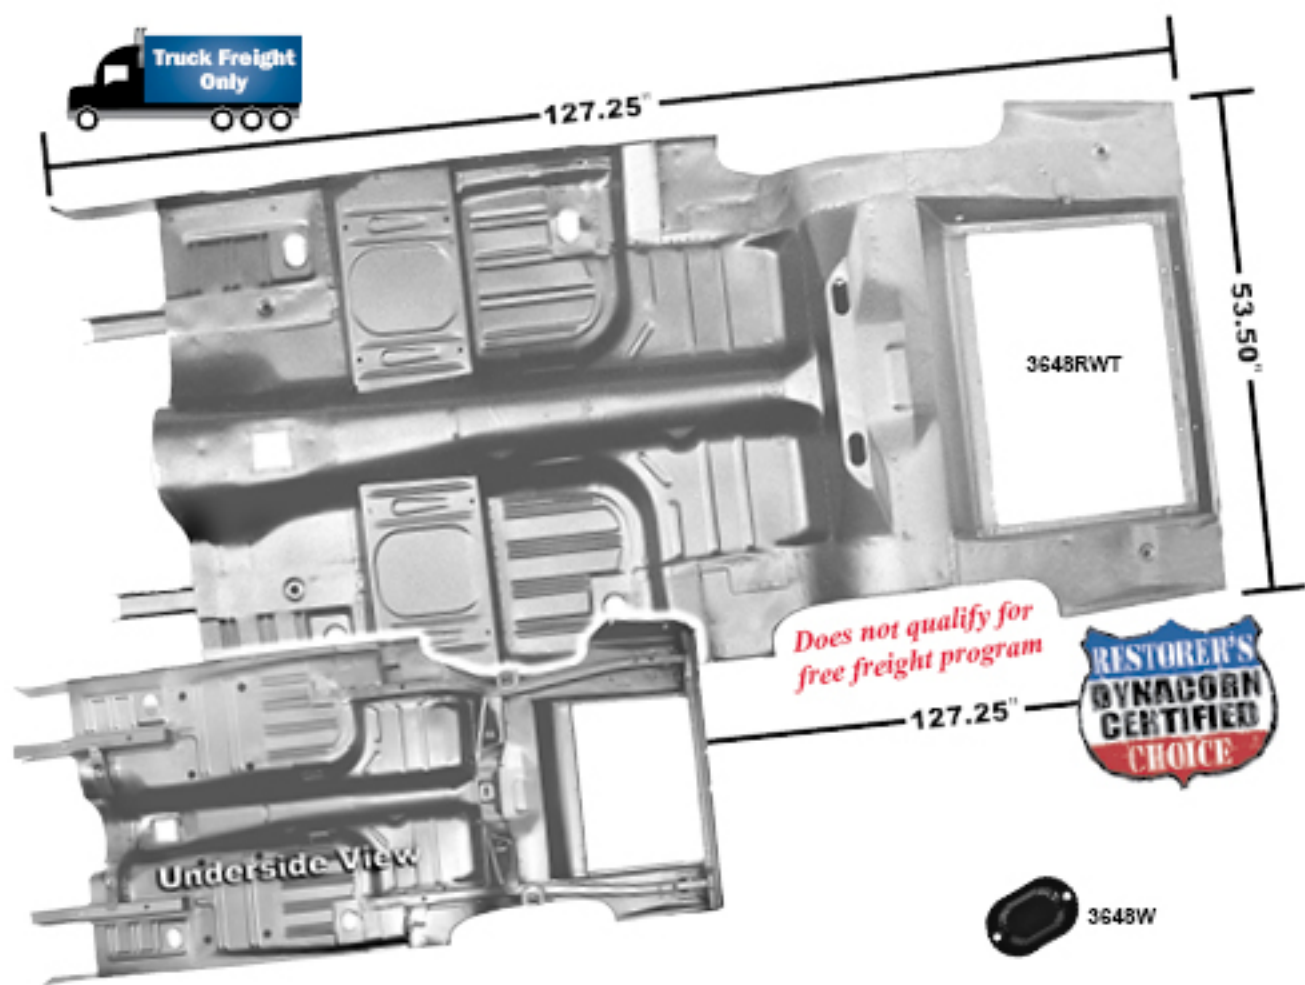 Truck Freight
Only
127.25"
53.50"
3648RWT
Does not qualify for
free freight program
RESTORER'S
DYNACORN
CERTIFIED
CHOICE
127.25"
Underside View
3648W